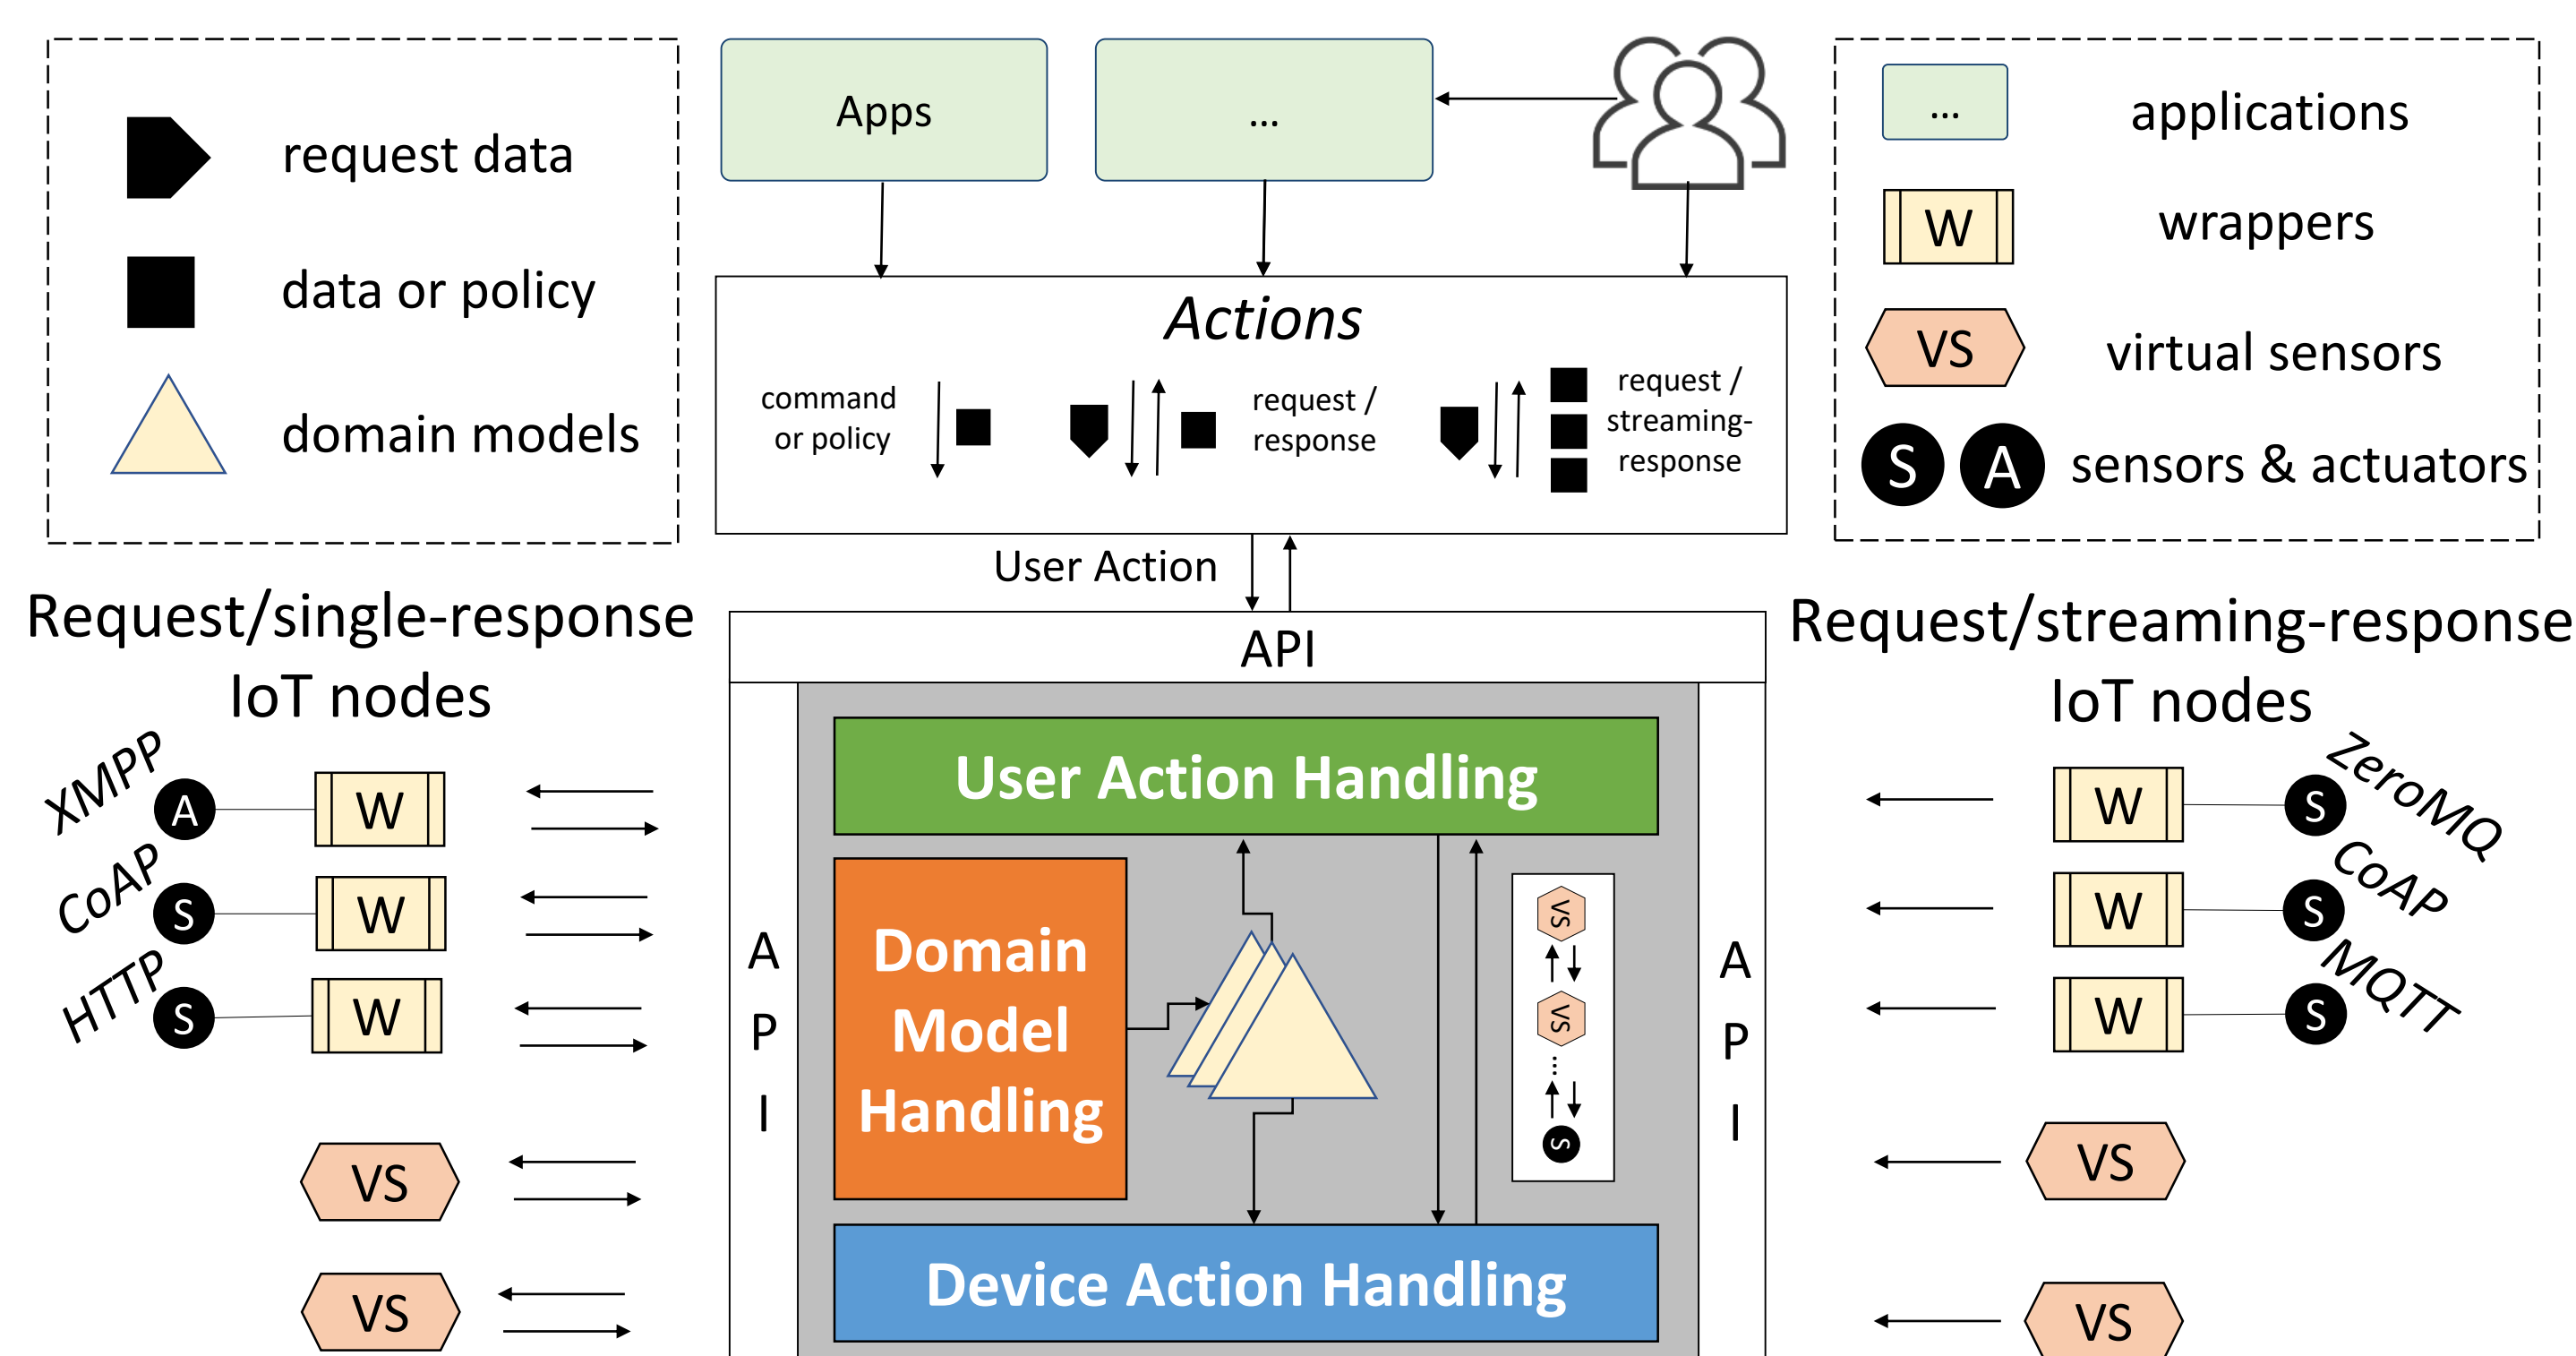 request data
data or policy
domain models
Apps
...
...
applications
W
wrappers
VS
virtual sensors
S A sensors & actuators
Actions
command
or policy
request /
response
request /
streaming-
response
User Action
Request/single-response
IoT nodes
XMPP
A
W
CoAP
S
W
HTTP
S
W
VS
VS
API
A
P
I
User Action Handling
Domain
Model
Handling
VS
VS
...
S
Device Action Handling
A
P
I
Request/streaming-response
IoT nodes
W
S
ZeroMQ
W
S
CoAP
W
S
MQTT
VS
VS